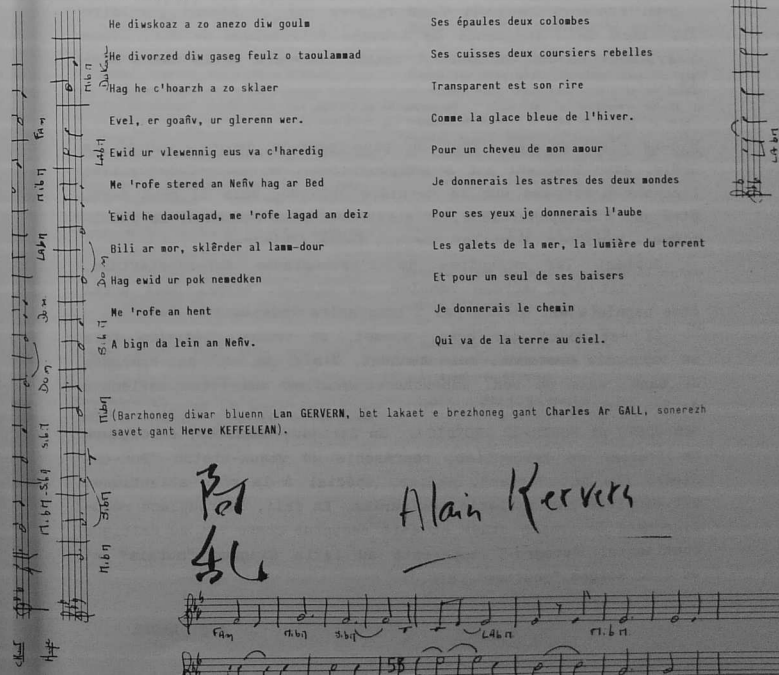 He diwskoaz a zo anezo diw goulm
He divorzed diw gaseg feulz o taoulammad
Hag he c'hoarzh a zo sklaer
Evel, er goañv, ur glerenn wer.
Ewid ur vlewennig eus va c'haredig
Me 'rofe stered an Neñv hag ar Bed
Ewid he daoulagad, me 'rofe lagad an deiz
Bili ar mor, sklêrder al lamm-dour
Hag ewid ur pok nemedken
Me 'rofe an hent
A bign da lein an Neñv.
Ses épaules deux colombes
Ses cuisses deux coursiers rebelles
Transparent est son rire
Comme la glace bleue de l'hiver.
Pour un cheveu de mon amour
Je donnerais les astres des deux mondes
Pour ses yeux je donnerais l'aube
Les galets de la mer, la lumière du torrent
Et pour un seul de ses baisers
Je donnerais le chemin
Qui va de la terre au ciel.
(Barzhoneg diwar bluenn Lan GERVERN, bet lakaet e brezhoneg gant Charles Ar GALL, sonerezh
savet gant Herve KEFFELEAN).
阿
乱
Alain Kervern
FAm Mib M Sib M LAb M Mib M